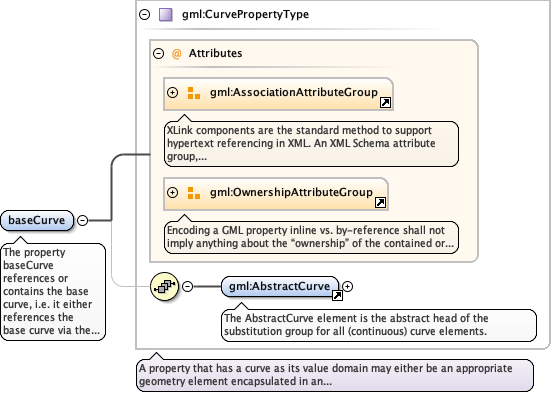 gml:CurvePropertyType
@ Attributes
gml:AssociationAttributeGroup
XLink components are the standard method to support
hypertext referencing in XML. An XML Schema attribute
group,...
gml:OwnershipAttributeGroup
Encoding a GML property inline vs. by-reference shall not
imply anything about the “ownership” of the contained or...
baseCurve
The property
baseCurve
references or
contains the base
curve, i.e. it either
references the
base curve via the...
gml:AbstractCurve
The AbstractCurve element is the abstract head of the
substitution group for all (continuous) curve elements.
A property that has a curve as its value domain may either be an appropriate
geometry element encapsulated in an...